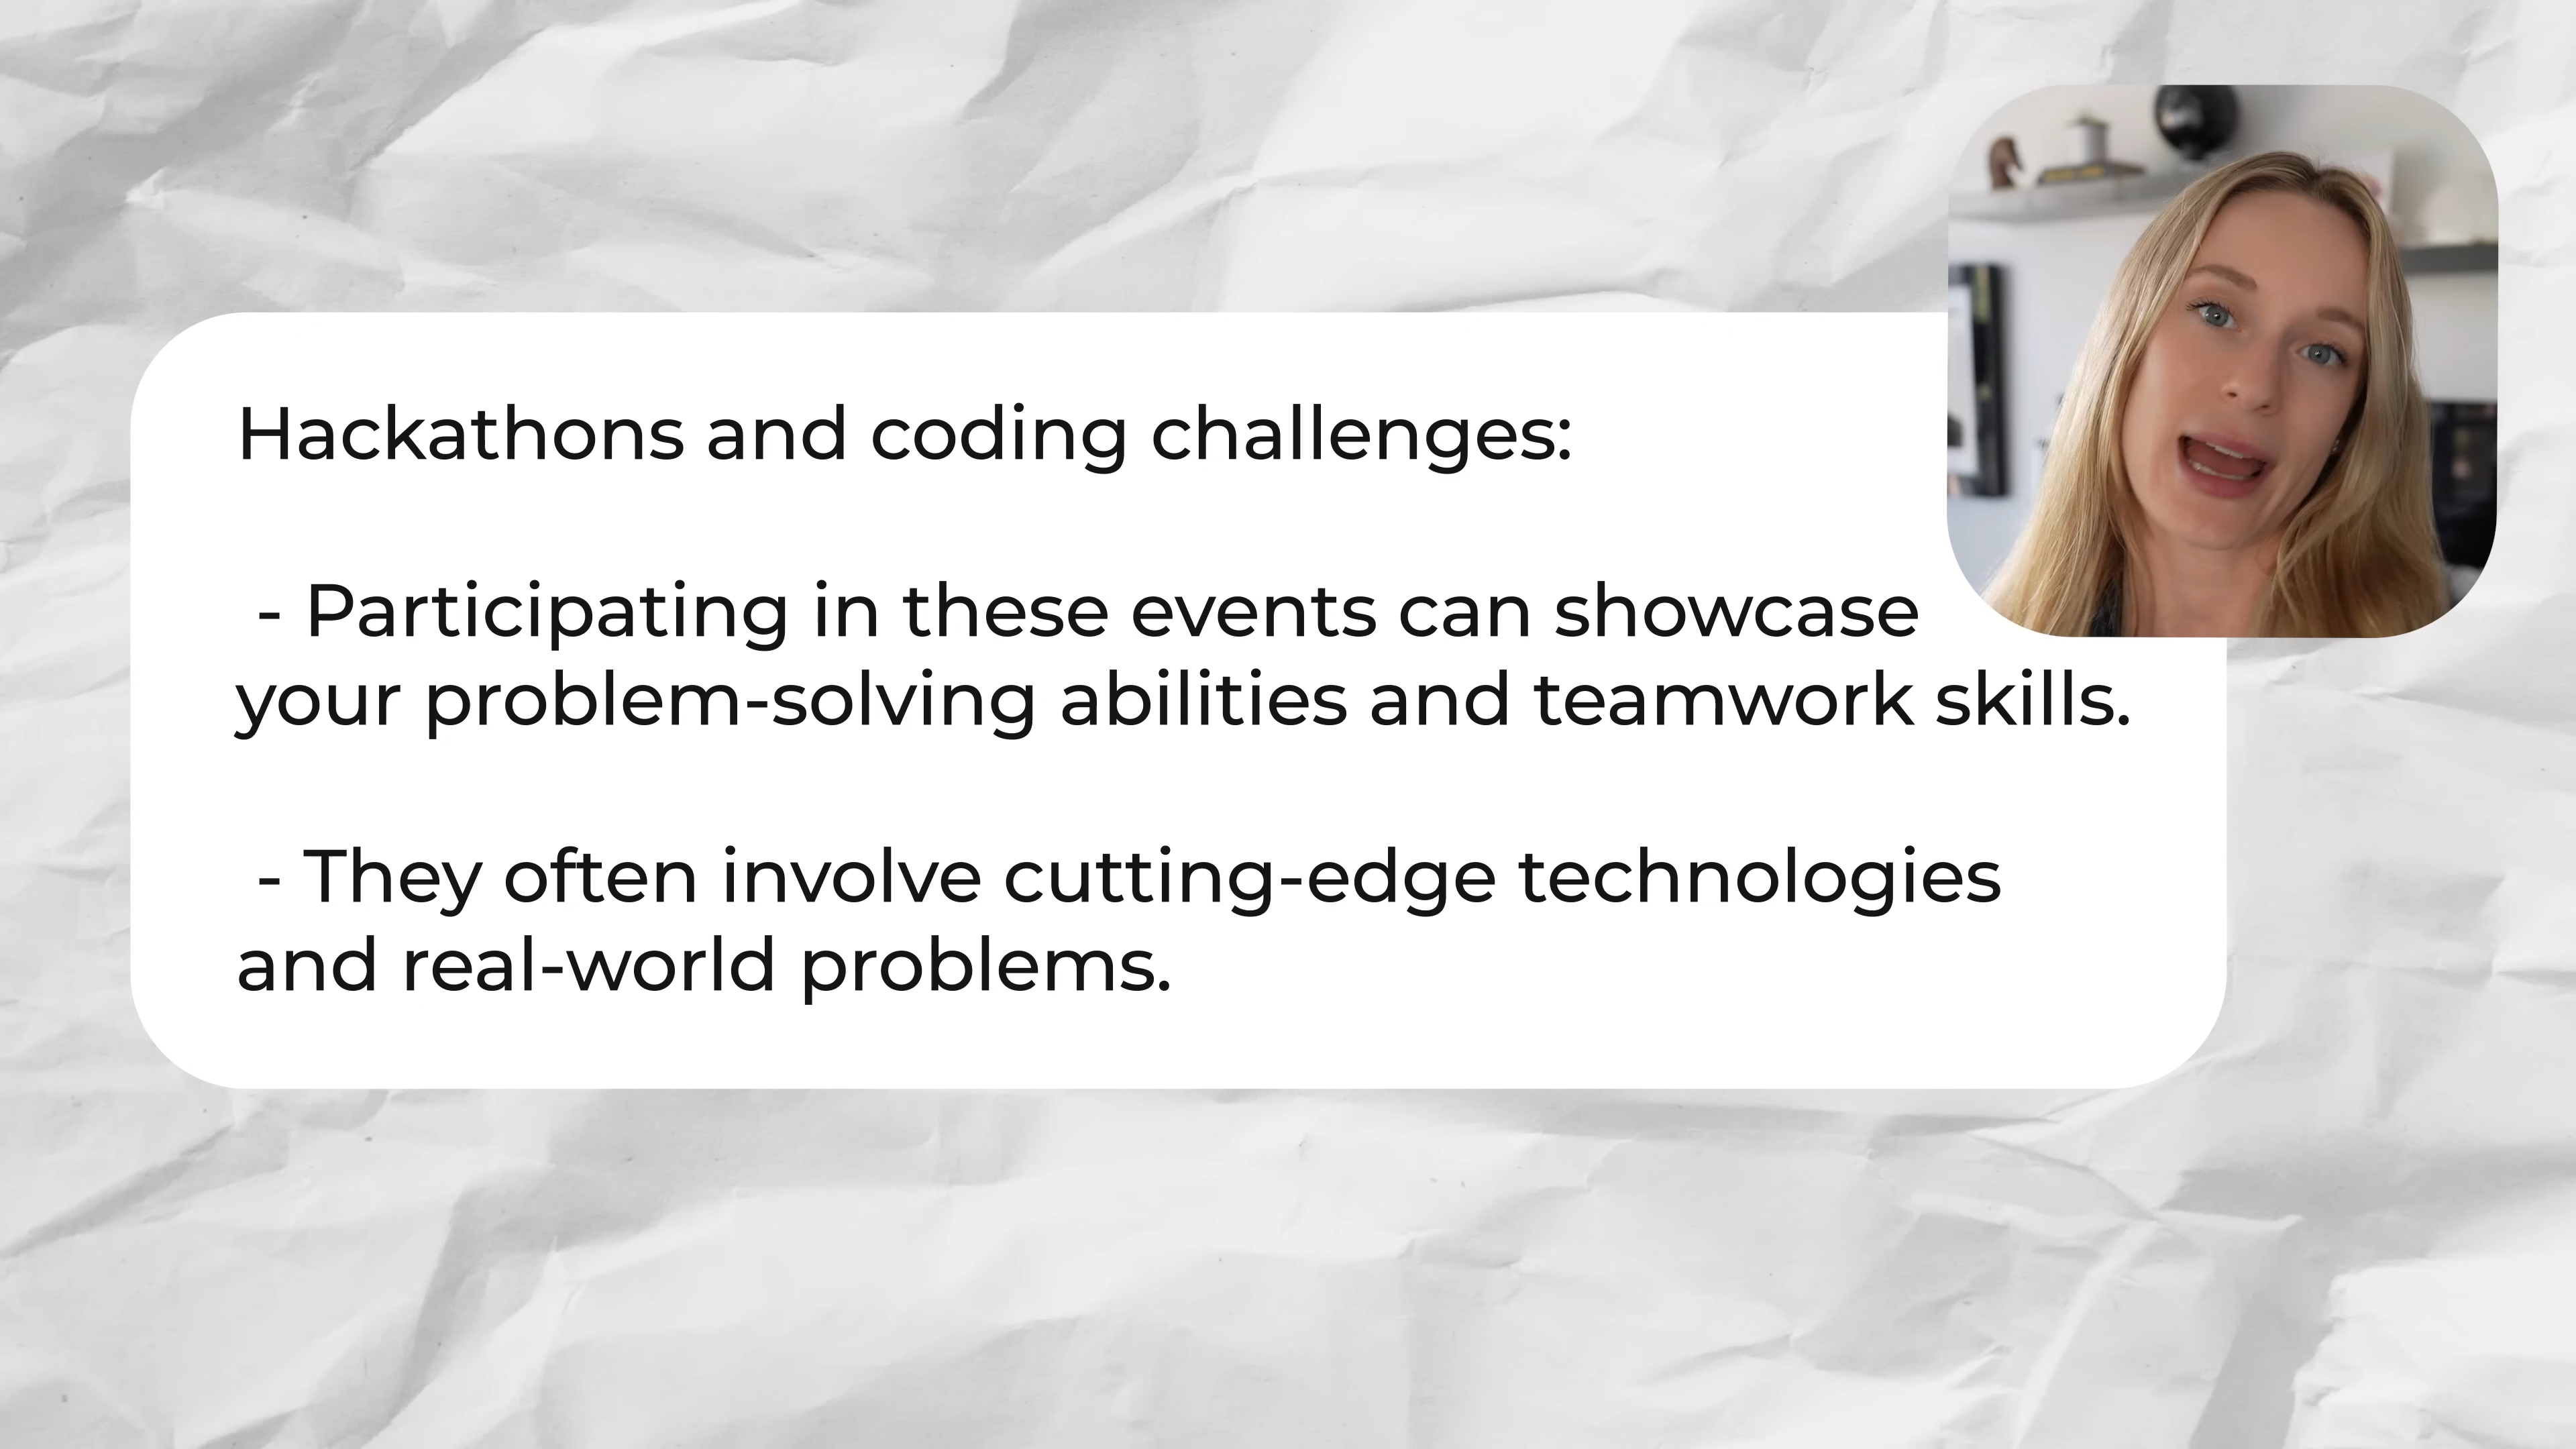 Hackathons and coding challenges:
- Participating in these events can showcase
your problem-solving abilities and teamwork skills.
- They often involve cutting-edge technologies
and real-world problems.